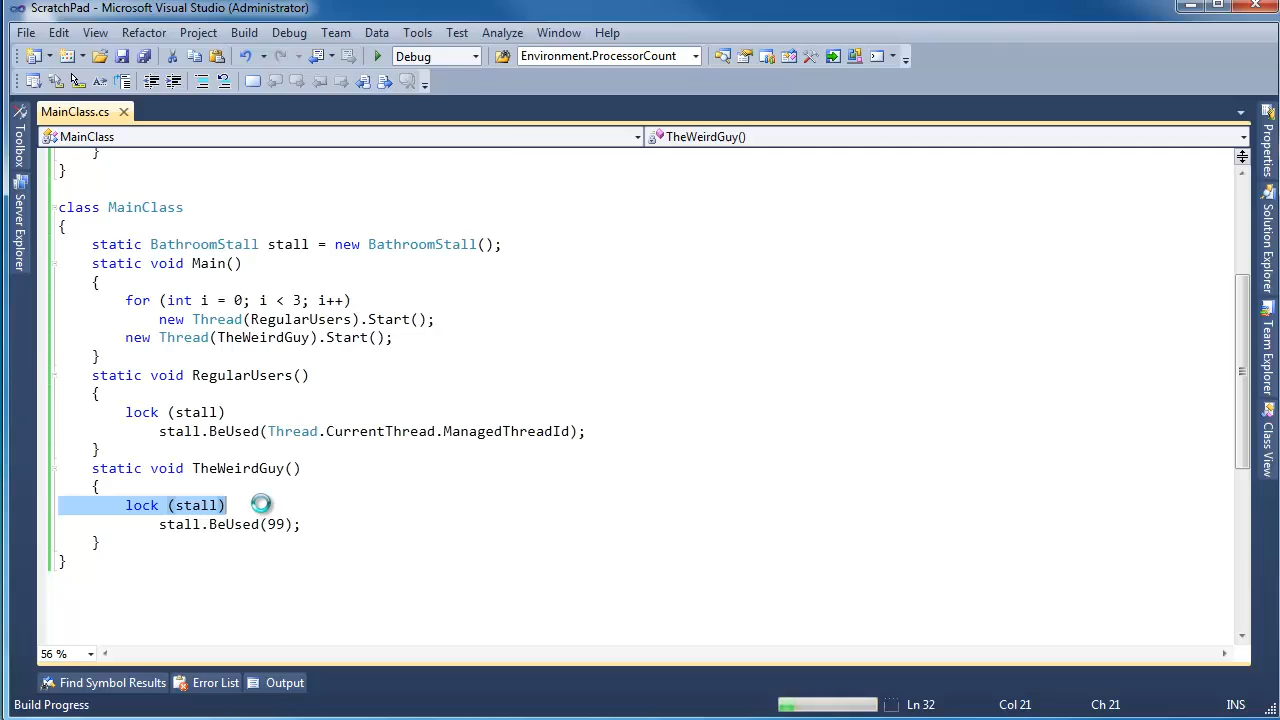 ScratchPad - Microsoft Visual Studio (Administrator)
File Edit View Refactor Project Build Debug Team Data Tools Test Analyze Window Help
Debug Environment.ProcessorCount
MainClass.cs
MainClass TheWeirdGuy()
Toolbox
Server Explorer
}
}
class MainClass
{
static BathroomStall stall = new BathroomStall();
static void Main()
{
for (int i = 0; i < 3; i++)
new Thread(RegularUsers).Start();
new Thread(TheWeirdGuy).Start();
}
static void RegularUsers()
{
lock (stall)
stall.BeUsed(Thread.CurrentThread.ManagedThreadId);
}
static void TheWeirdGuy()
{
lock (stall)
stall.BeUsed(99);
}
}
Properties
Solution Explorer
Team Explorer
Class View
56 %
Find Symbol Results Error List Output
Build Progress Ln 32 Col 21 Ch 21 INS